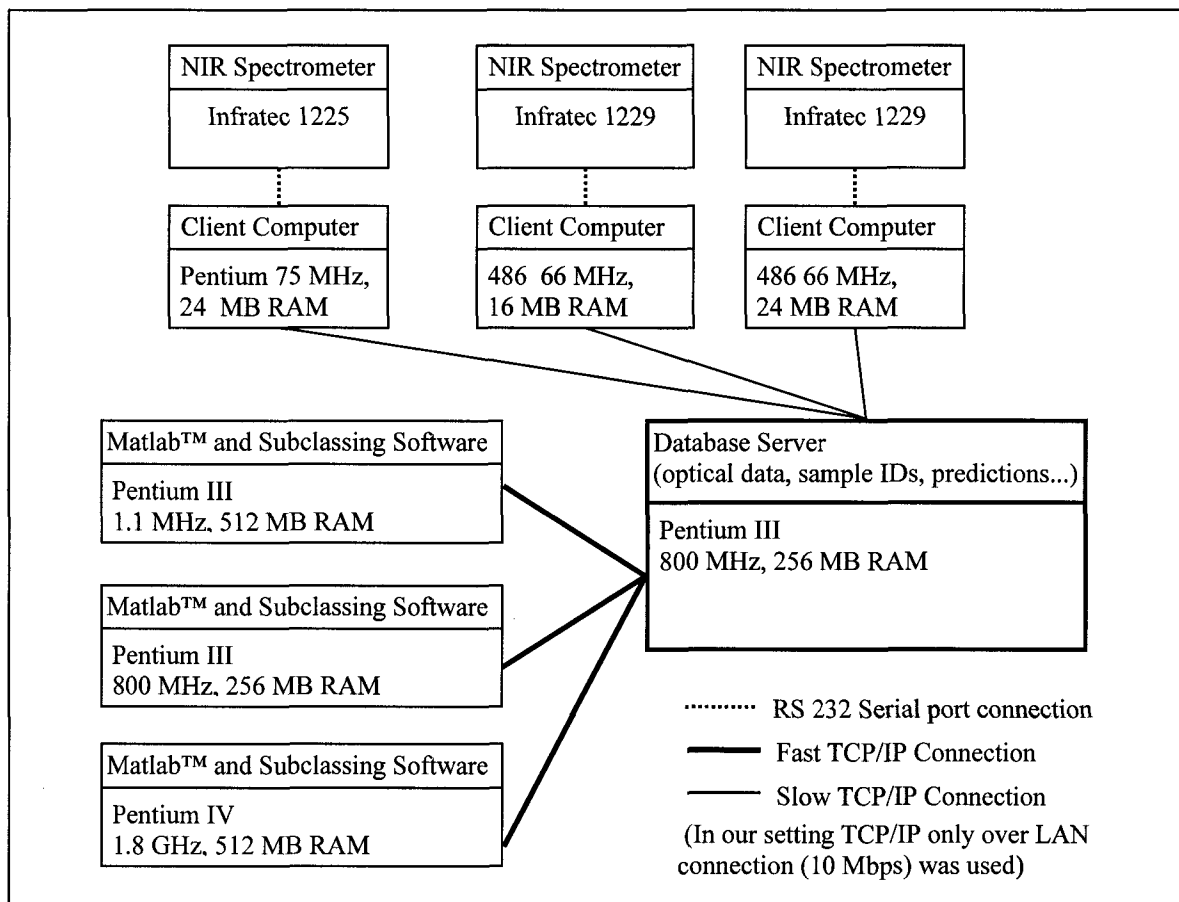 NIR Spectrometer
Infratec 1225
NIR Spectrometer
Infratec 1229
NIR Spectrometer
Infratec 1229
Client Computer
Pentium 75 MHz,
24 MB RAM
Client Computer
486 66 MHz,
16 MB RAM
Client Computer
486 66 MHz,
24 MB RAM
Matlab™ and Subclassing Software
Pentium III
1.1 MHz, 512 MB RAM
Matlab™ and Subclassing Software
Pentium III
800 MHz, 256 MB RAM
Matlab™ and Subclassing Software
Pentium IV
1.8 GHz, 512 MB RAM
Database Server
(optical data, sample IDs, predictions...)
Pentium III
800 MHz, 256 MB RAM
RS 232 Serial port connection
Fast TCP/IP Connection
Slow TCP/IP Connection
(In our setting TCP/IP only over LAN
connection (10 Mbps) was used)